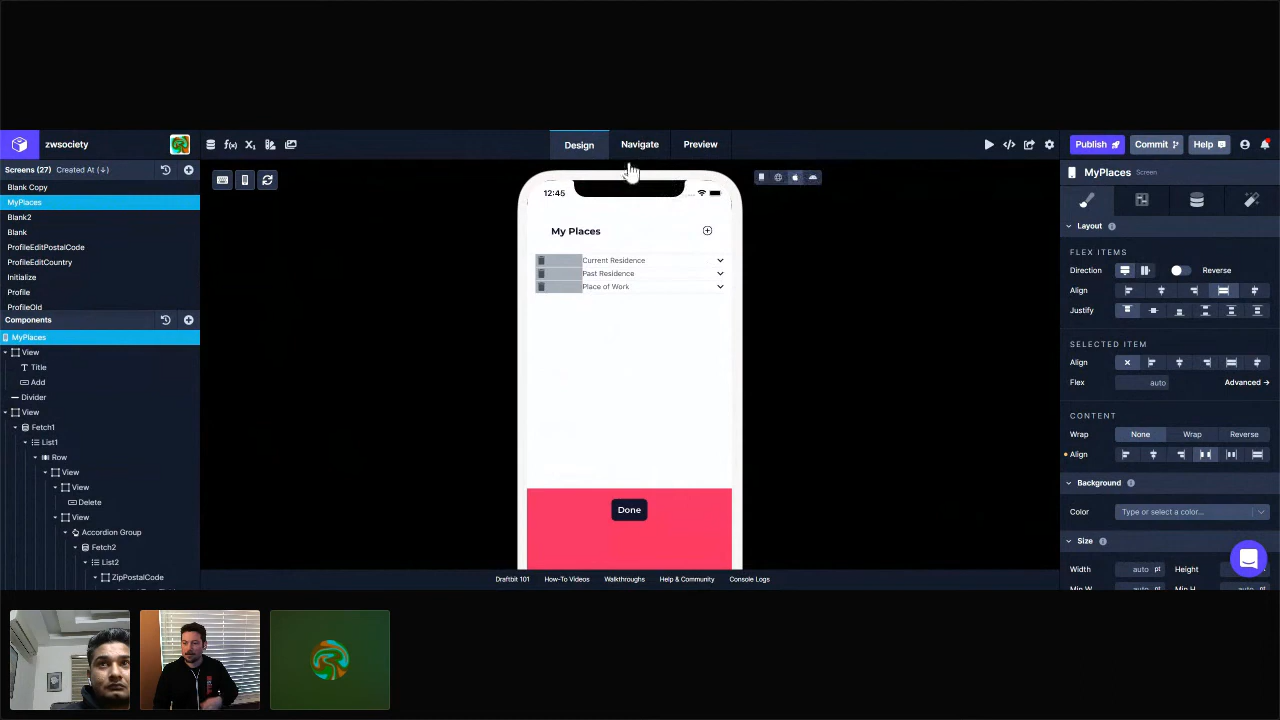 zwsociety
f(x)
X1
Design
Navigate
Preview
Publish
Commit
Help
Screens (27) Created At (↓)
Blank Copy
MyPlaces
Blank2
Blank
ProfileEditPostalCode
ProfileEditCountry
Initialize
Profile
ProfileOld
Components
MyPlaces
View
Title
Add
Divider
View
Fetch1
List1
Row
View
View
Delete
View
Accordion Group
Fetch2
List2
ZipPostalCode
12:45
My Places
Current Residence
Past Residence
Place of Work
Done
Draftbit 101
How-To Videos
Walkthroughs
Help & Community
Console Logs
MyPlaces Screen
Layout
FLEX ITEMS
Direction
Reverse
Align
Justify
SELECTED ITEM
Align
Flex auto Advanced →
CONTENT
Wrap None Wrap Reverse
Align
Background
Color Type or select a color...
Size
Width auto pt Height